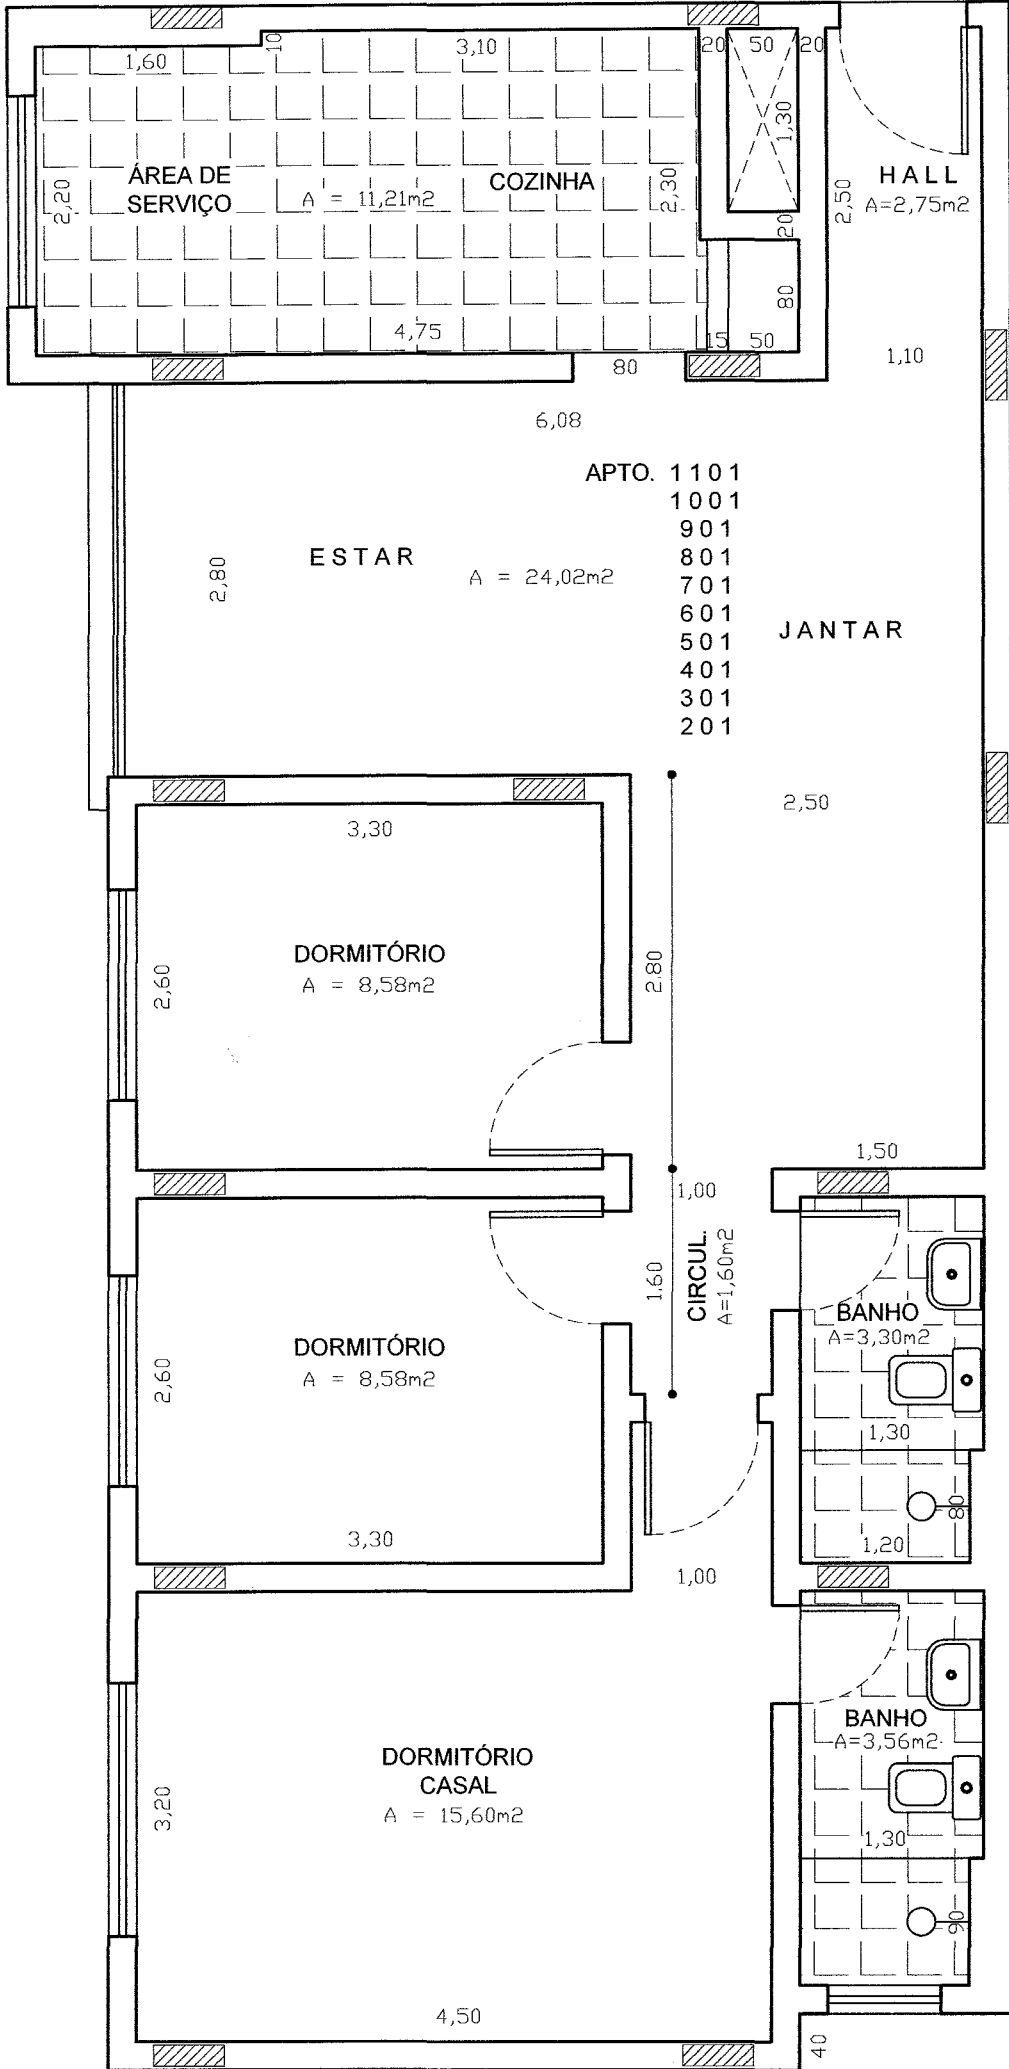 1,60
10
3,10
20
50
20
1,30
ÁREA DE
SERVIÇO
A = 11,21m2
COZINHA
2,20
2,30
HALL
A=2,75m2
2,50
20
80
4,75
15
50
80
1,10
6,08
APTO. 1101
1001
901
801
701
601
501
401
301
201
ESTAR
A = 24,02m2
2,80
JANTAR
2,50
3,30
DORMITÓRIO
A = 8,58m2
2,60
2.80
1,50
1,00
CIRCUL.
A=1,60m2
1.60
BANHO
A=3,30m2
DORMITÓRIO
A = 8,58m2
2,60
1,30
80
1,20
3,30
1,00
BANHO
A=3,56m2
DORMITÓRIO
CASAL
A = 15,60m2
3,20
1,30
90
4,50
40